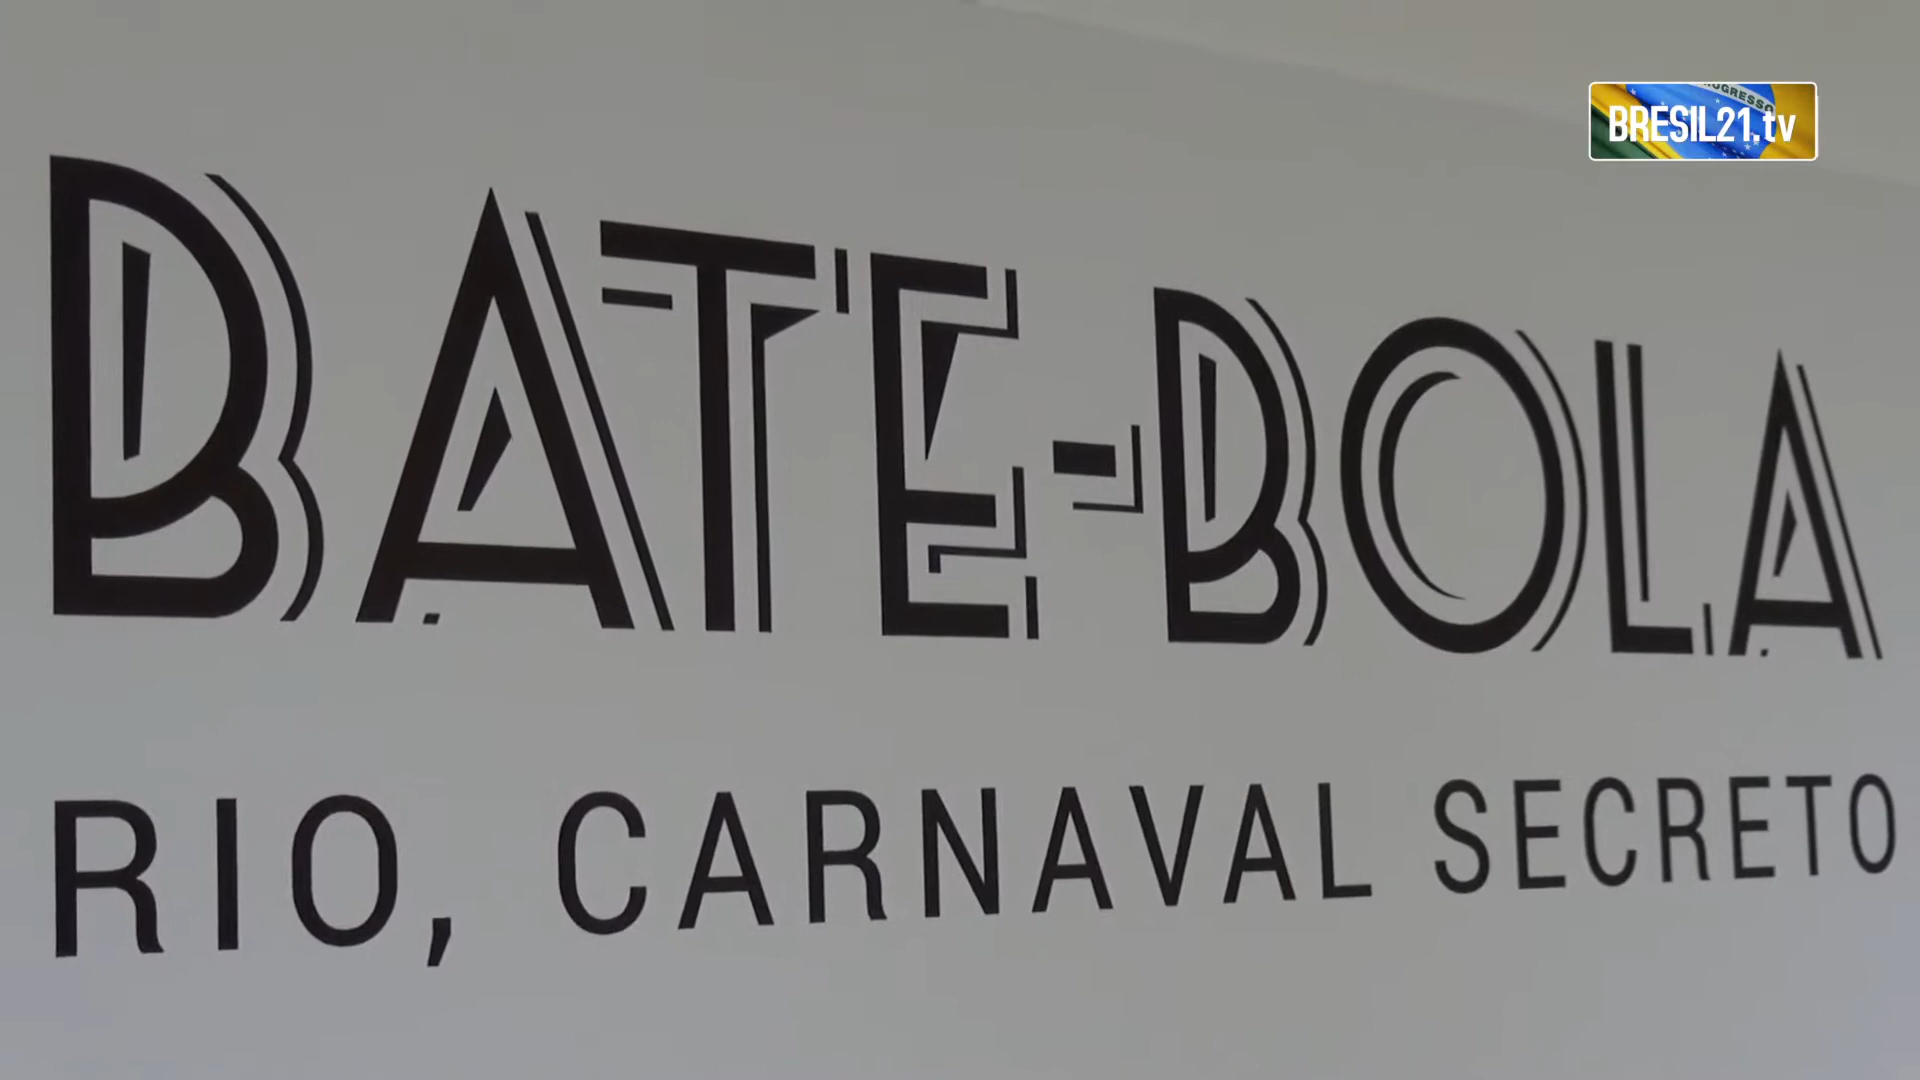 BRESIL21.tv
BATE-BOLA
RIO, CARNAVAL SECRETO